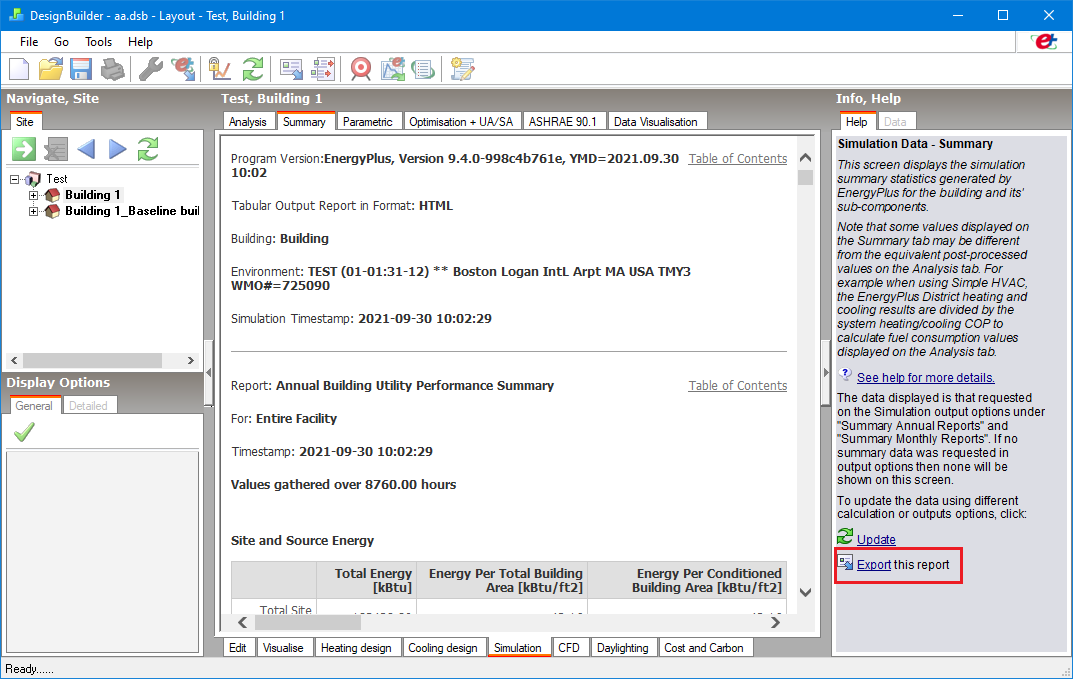 DesignBuilder - aa.dsb - Layout - Test, Building 1
File Go Tools Help
Navigate, Site
Site
Test
Building 1
Building 1_Baseline buil
Display Options
General Detailed
Test, Building 1
Analysis Summary Parametric Optimisation + UA/SA ASHRAE 90.1 Data Visualisation
Program Version:EnergyPlus, Version 9.4.0-998c4b761e, YMD=2021.09.30 Table of Contents
10:02
Tabular Output Report in Format: HTML
Building: Building
Environment: TEST (01-01:31-12) ** Boston Logan IntL Arpt MA USA TMY3
WMO#=725090
Simulation Timestamp: 2021-09-30 10:02:29
Report: Annual Building Utility Performance Summary Table of Contents
For: Entire Facility
Timestamp: 2021-09-30 10:02:29
Values gathered over 8760.00 hours
Site and Source Energy
Total Energy Energy Per Total Building Energy Per Conditioned
[kBtu] Area [kBtu/ft2] Building Area [kBtu/ft2]
Total Site
Edit Visualise Heating design Cooling design Simulation CFD Daylighting Cost and Carbon
Info, Help
Help Data
Simulation Data - Summary
This screen displays the simulation
summary statistics generated by
EnergyPlus for the building and its'
sub-components.
Note that some values displayed on
the Summary tab may be different
from the equivalent post-processed
values on the Analysis tab. For
example when using Simple HVAC,
the EnergyPlus District heating and
cooling results are divided by the
system heating/cooling COP to
calculate fuel consumption values
displayed on the Analysis tab.
See help for more details.
The data displayed is that requested
on the Simulation output options under
"Summary Annual Reports" and
"Summary Monthly Reports". If no
summary data was requested in
output options then none will be
shown on this screen.
To update the data using different
calculation or outputs options, click:
Update
Export this report
Ready......